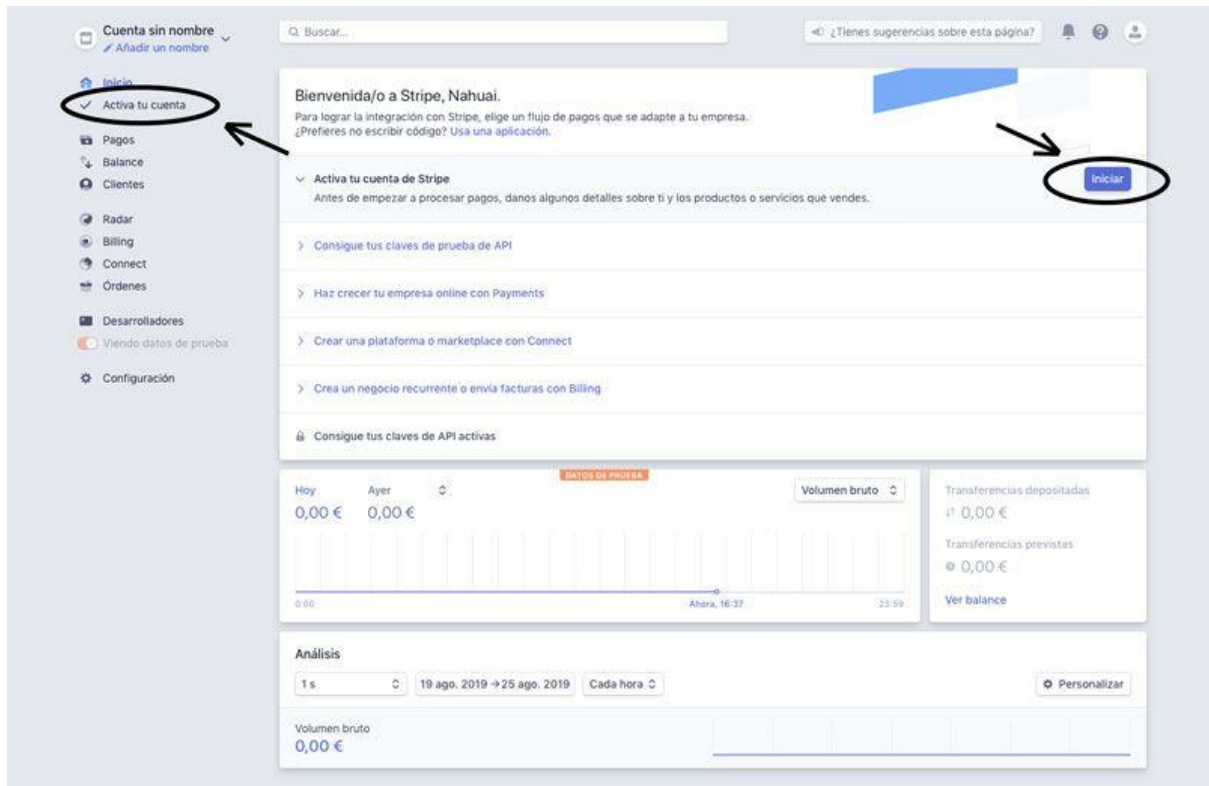 Cuenta sin nombre
Añadir un nombre
Buscar...
¿Tienes sugerencias sobre esta página?
Inicio
Activa tu cuenta
Pagos
Balance
Clientes
Radar
Billing
Connect
Órdenes
Desarrolladores
Viendo datos de prueba
Configuración
Bienvenida/o a Stripe, Nahuai.
Para lograr la integración con Stripe, elige un flujo de pagos que se adapte a tu empresa.
¿Prefieres no escribir código? Usa una aplicación.
Activa tu cuenta de Stripe
Iniciar
Antes de empezar a procesar pagos, danos algunos detalles sobre ti y los productos o servicios que vendes.
Consigue tus claves de prueba de API
Haz crecer tu empresa online con Payments
Crear una plataforma o marketplace con Connect
Crea un negocio recurrente o envía facturas con Billing
Consigue tus claves de API activas
DATOS DE PRUEBA
Hoy Ayer Volumen bruto
0,00 € 0,00 €
0:00 Ahora, 16:37 23:59
Transferencias depositadas
0,00 €
Transferencias previstas
0,00 €
Ver balance
Análisis
1 s 19 ago. 2019 → 25 ago. 2019 Cada hora Personalizar
Volumen bruto
0,00 €